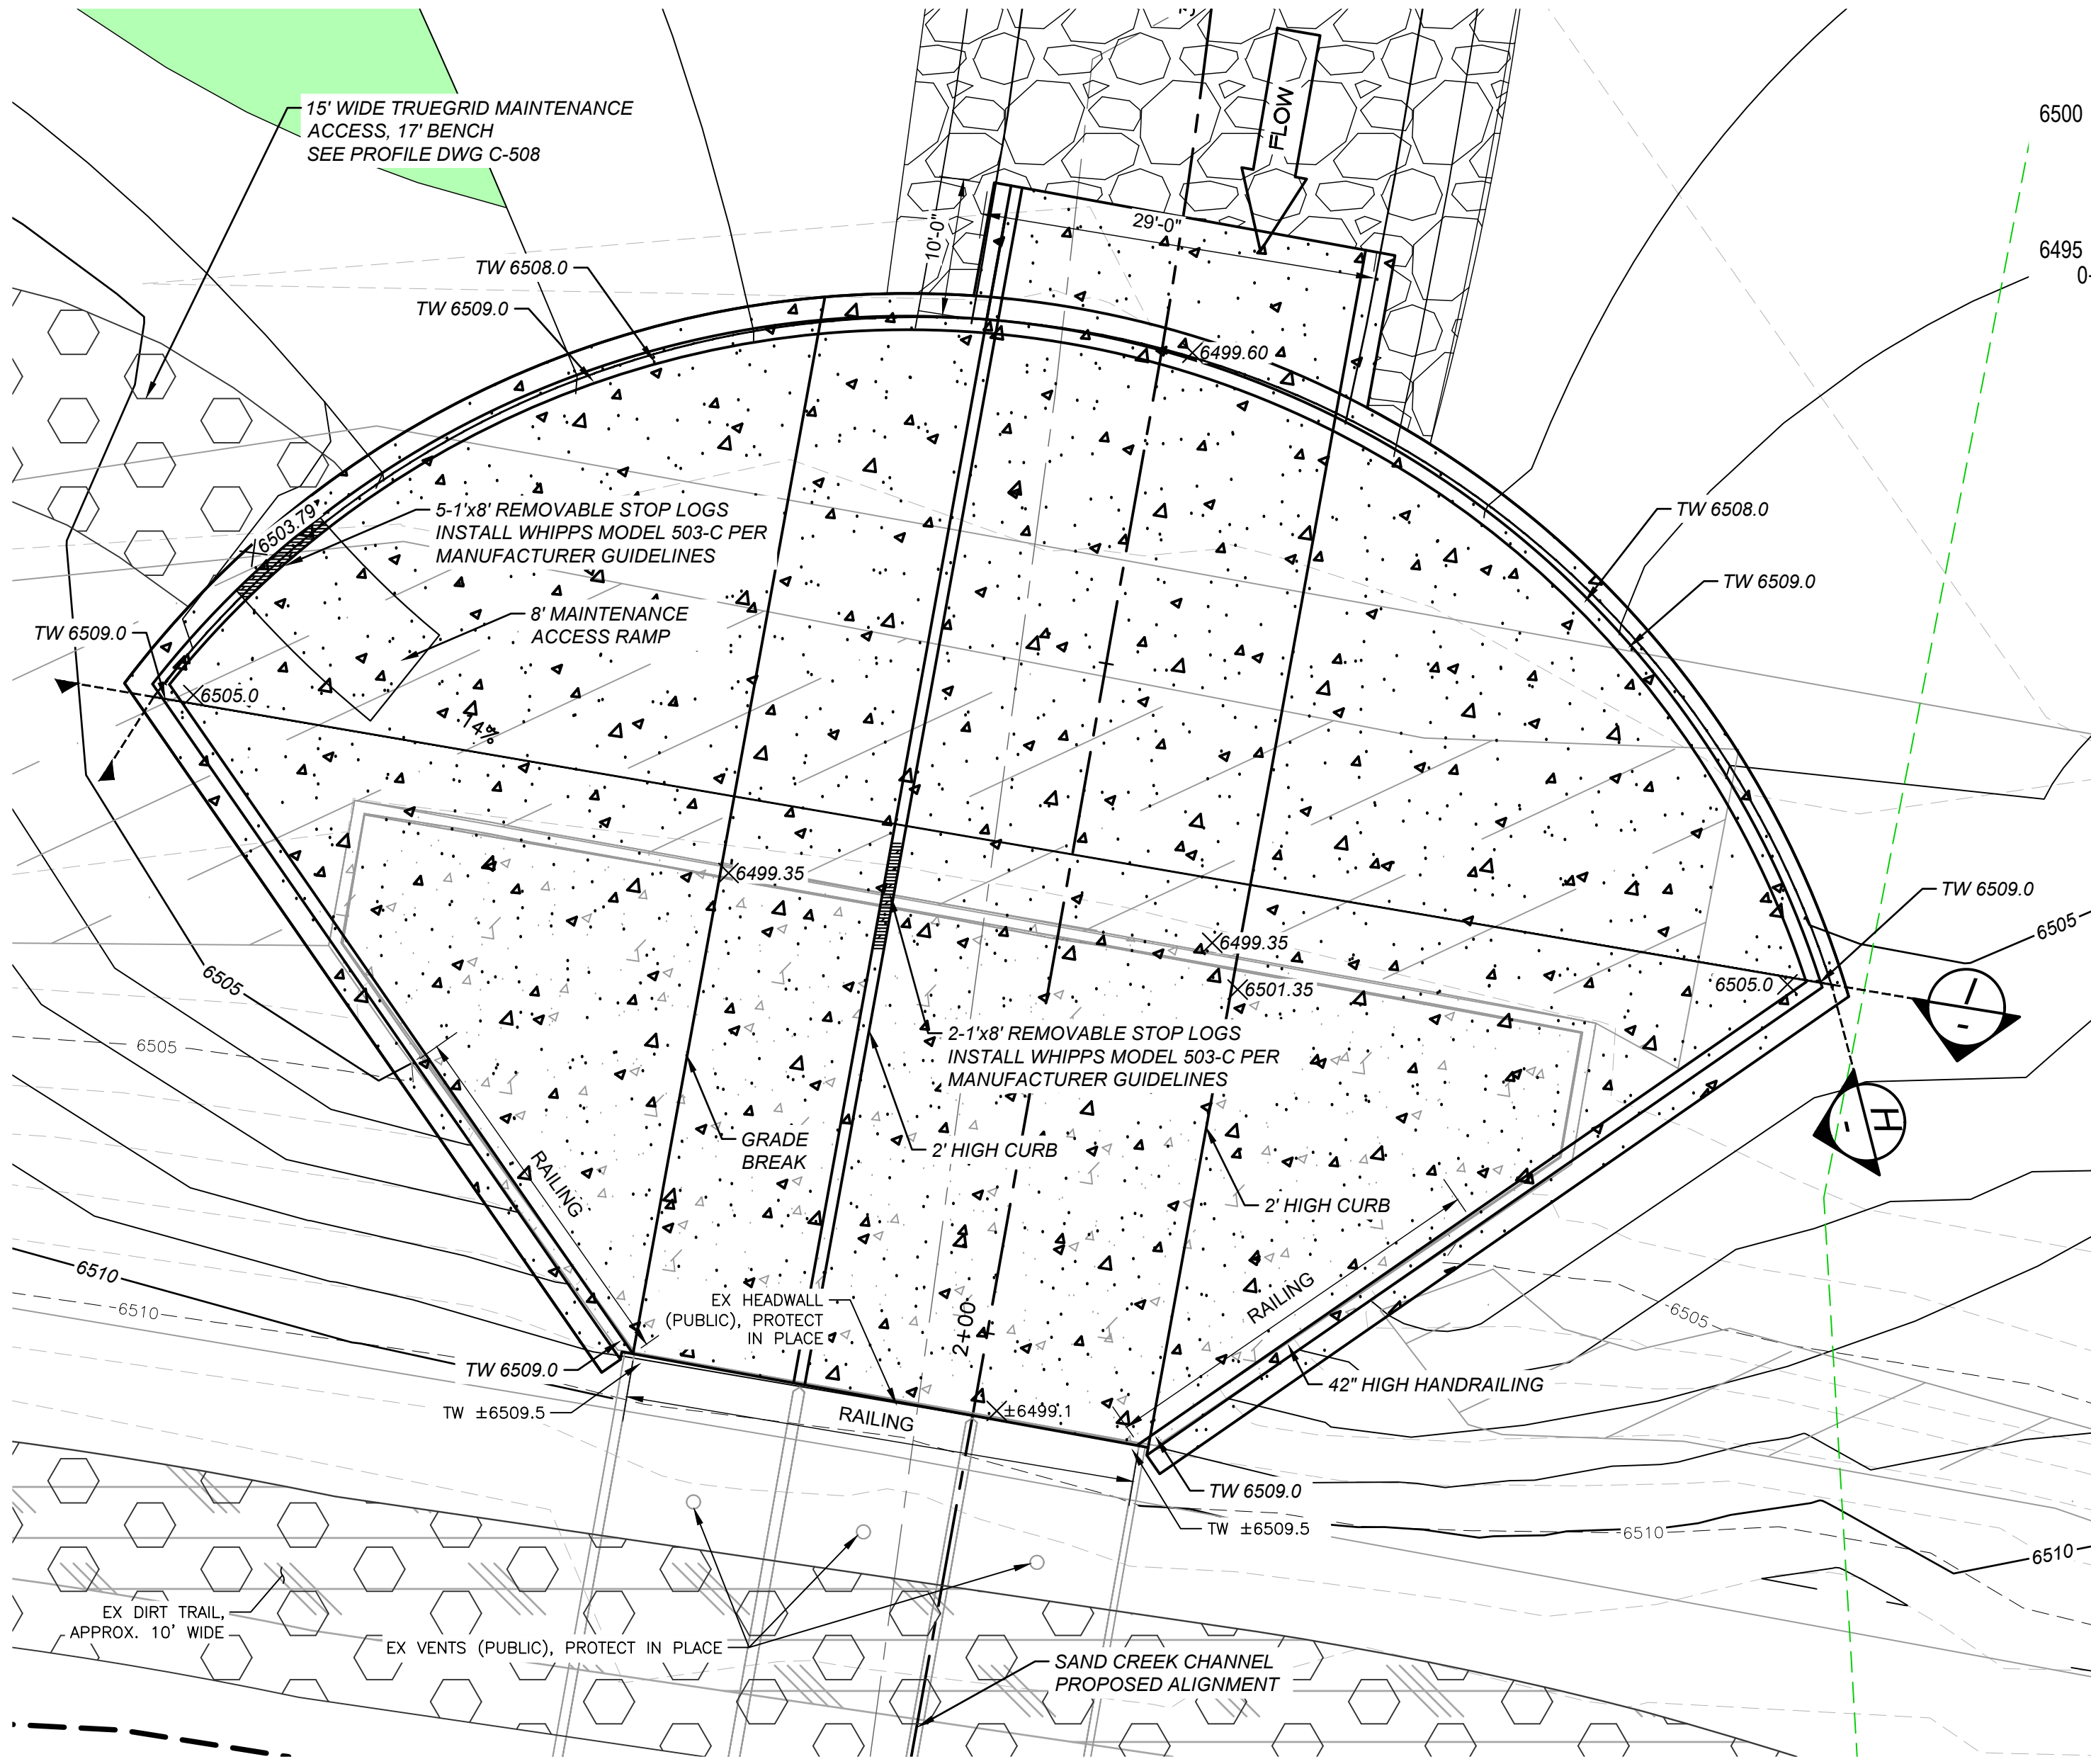 15' WIDE TRUEGRID MAINTENANCE
ACCESS, 17' BENCH
SEE PROFILE DWG C-508
FLOW
6500
6495
10'-0"
29'-0"
TW 6508.0
TW 6509.0
6499.60
6503.79
5-1'x8' REMOVABLE STOP LOGS
INSTALL WHIPPS MODEL 503-C PER
MANUFACTURER GUIDELINES
TW 6508.0
TW 6509.0
8' MAINTENANCE
ACCESS RAMP
TW 6509.0
6505.0
6499.35
TW 6509.0
6505
6499.35
6501.35
6505.0
I
-
6505
6505
2-1'x8' REMOVABLE STOP LOGS
INSTALL WHIPPS MODEL 503-C PER
MANUFACTURER GUIDELINES
H
-
GRADE
BREAK
2' HIGH CURB
2' HIGH CURB
RAILING
6510
6510
EX HEADWALL
(PUBLIC), PROTECT
IN PLACE
2+00
RAILING
6505
TW 6509.0
TW ±6509.5
RAILING
±6499.1
42" HIGH HANDRAILING
TW 6509.0
TW ±6509.5
6510
6510
EX DIRT TRAIL,
APPROX. 10' WIDE
EX VENTS (PUBLIC), PROTECT IN PLACE
SAND CREEK CHANNEL
PROPOSED ALIGNMENT